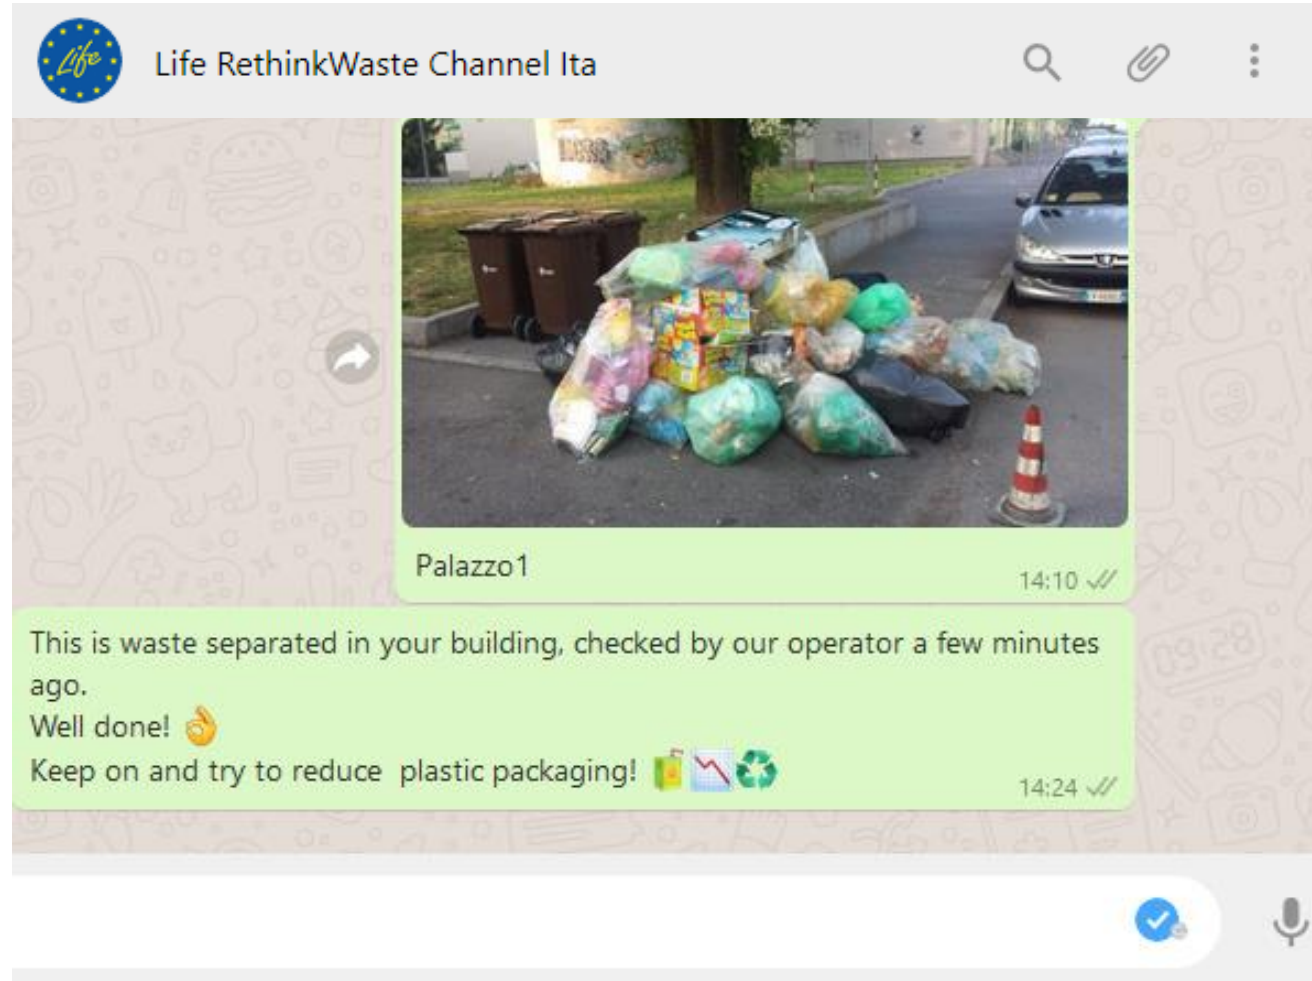 Life
Life RethinkWaste Channel Ita
Palazzo1
14:10
This is waste separated in your building, checked by our operator a few minutes
ago.
Well done! 👌
Keep on and try to reduce  plastic packaging! 🧃📉♻️
14:24